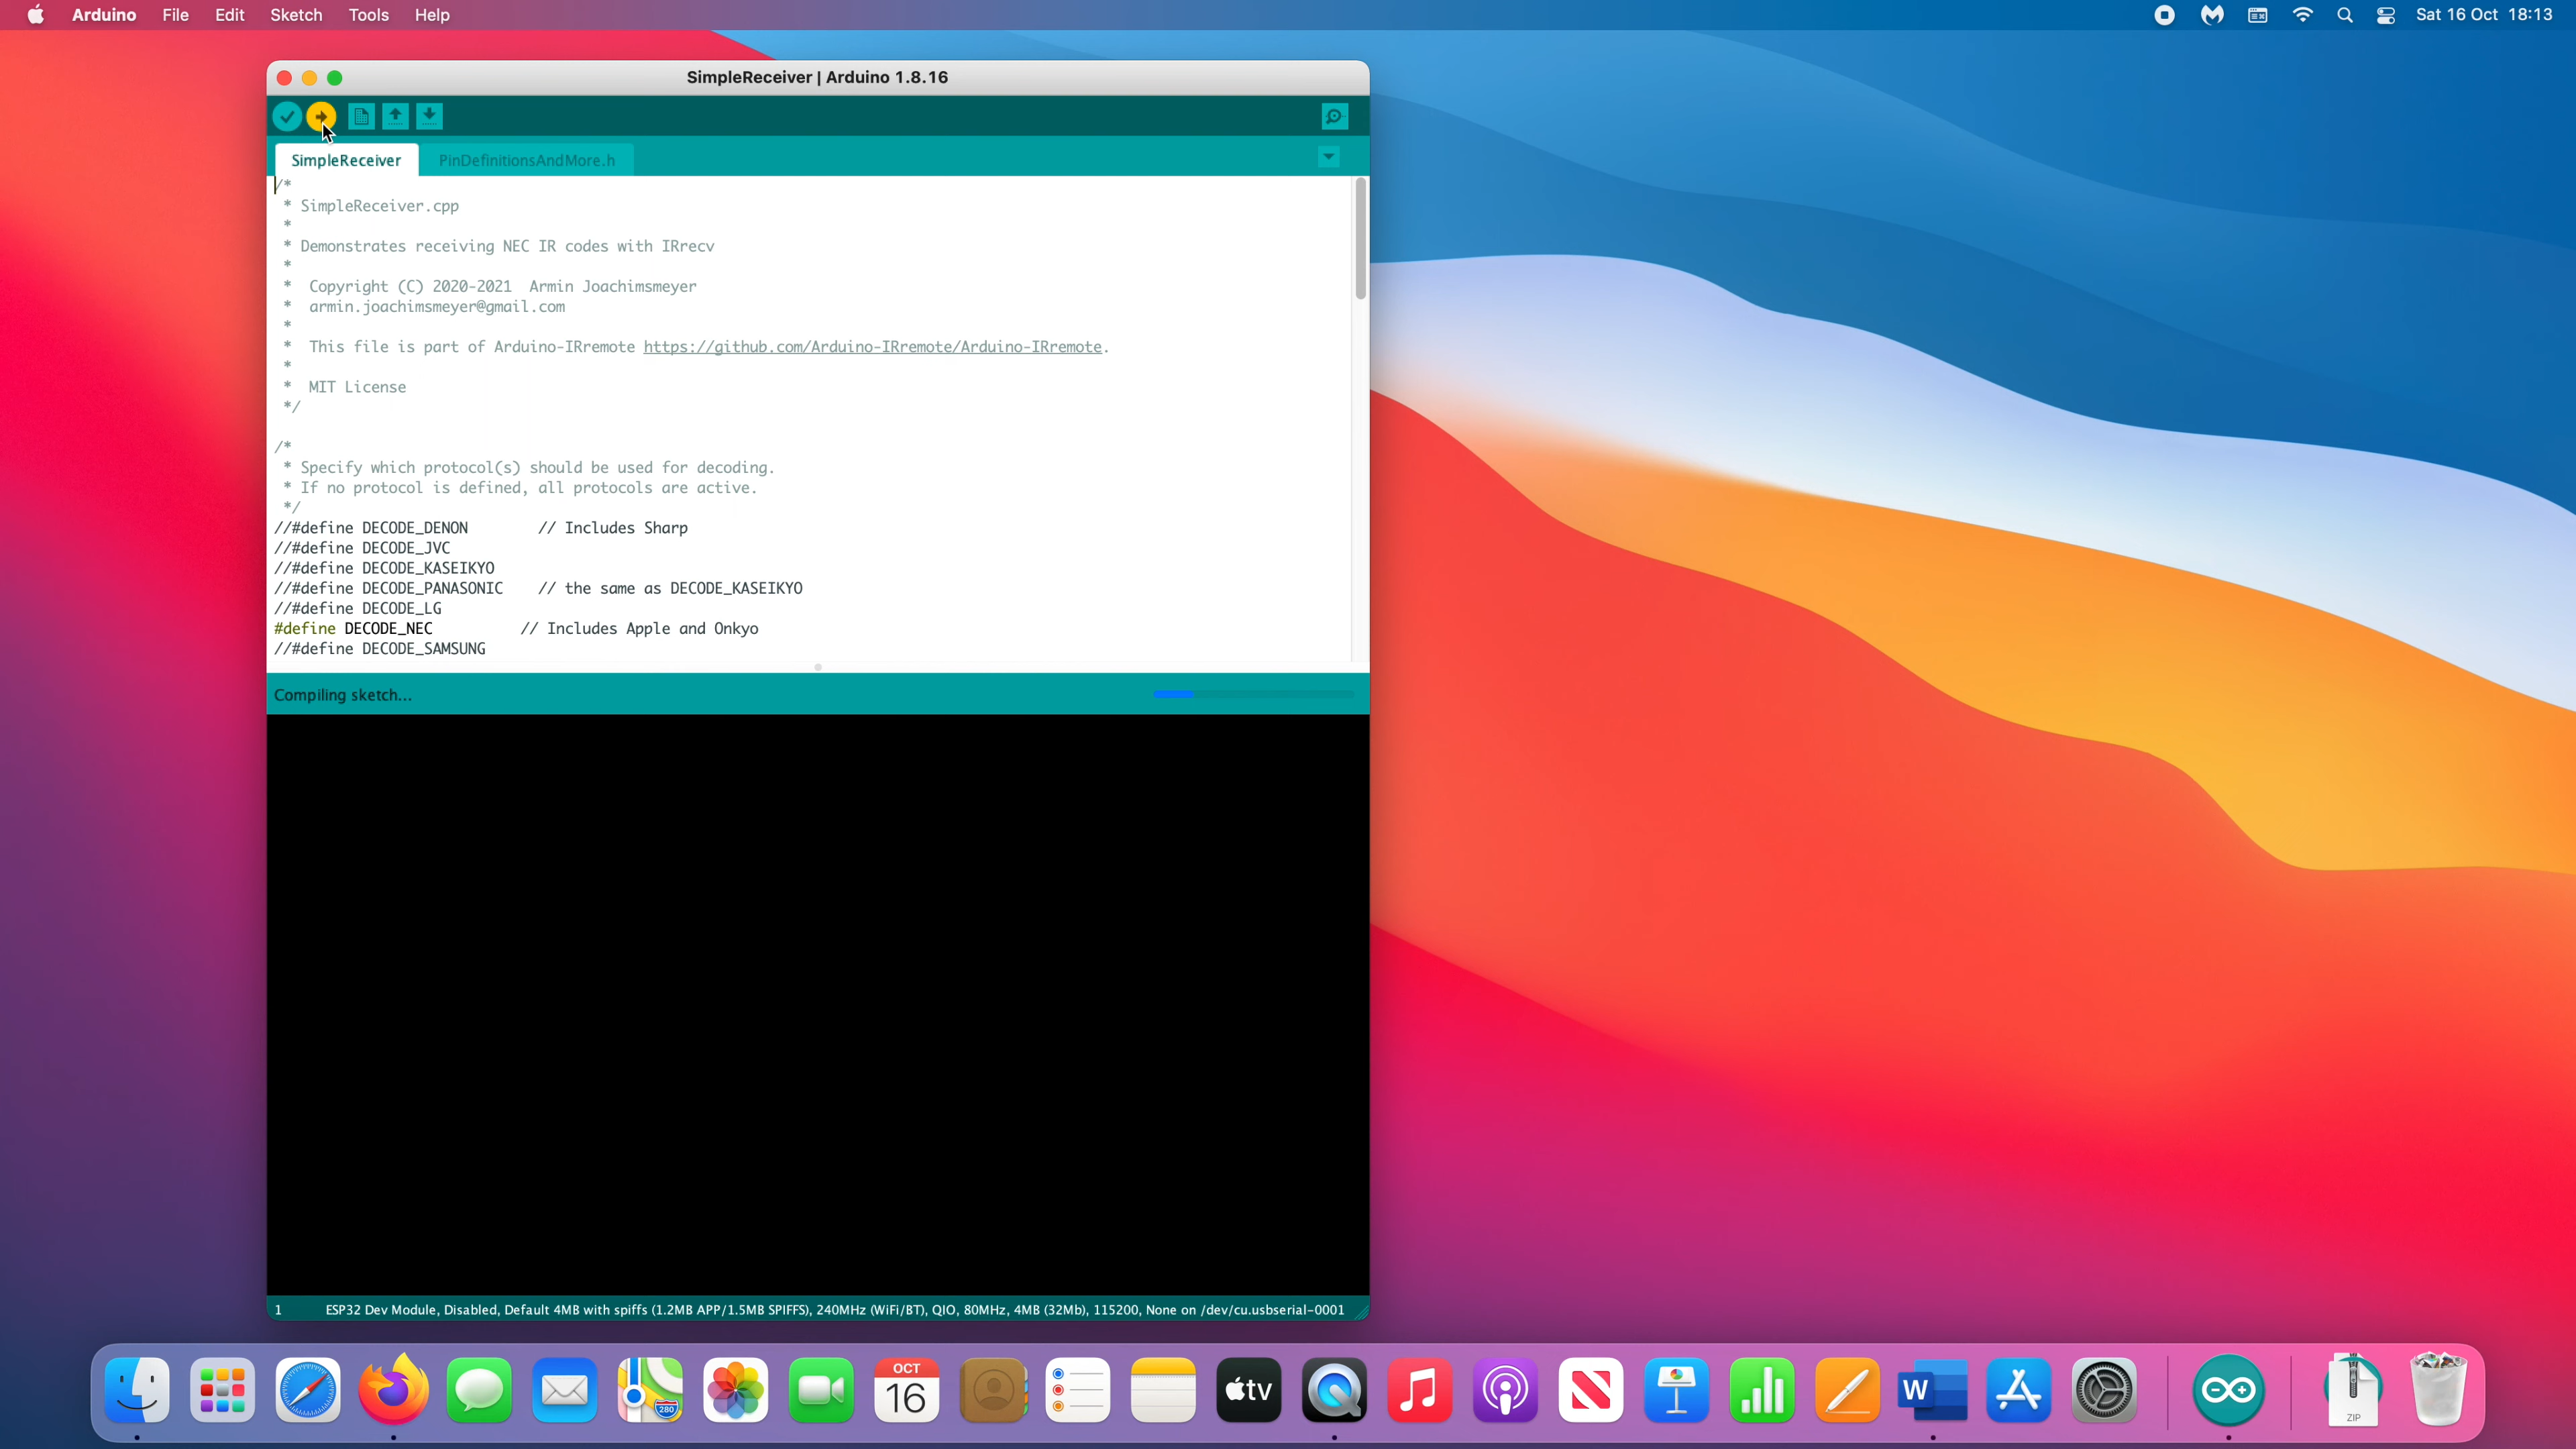 Arduino File Edit Sketch Tools Help Sat 16 Oct 18:13
SimpleReceiver | Arduino 1.8.16
SimpleReceiver PinDefinitionsAndMore.h
/*
* SimpleReceiver.cpp
*
* Demonstrates receiving NEC IR codes with IRrecv
*
* Copyright (C) 2020-2021 Armin Joachimsmeyer
* armin.joachimsmeyer@gmail.com
*
* This file is part of Arduino-IRremote https://github.com/Arduino-IRremote/Arduino-IRremote.
*
* MIT License
*/
/*
* Specify which protocol(s) should be used for decoding.
* If no protocol is defined, all protocols are active.
*/
//#define DECODE_DENON // Includes Sharp
//#define DECODE_JVC
//#define DECODE_KASEIKYO
//#define DECODE_PANASONIC // the same as DECODE_KASEIKYO
//#define DECODE_LG
#define DECODE_NEC // Includes Apple and Onkyo
//#define DECODE_SAMSUNG
Compiling sketch...
1 ESP32 Dev Module, Disabled, Default 4MB with spiffs (1.2MB APP/1.5MB SPIFFS), 240MHz (WiFi/BT), QIO, 80MHz, 4MB (32Mb), 115200, None on /dev/cu.usbserial-0001
280
OCT
16
tv
W
ZIP